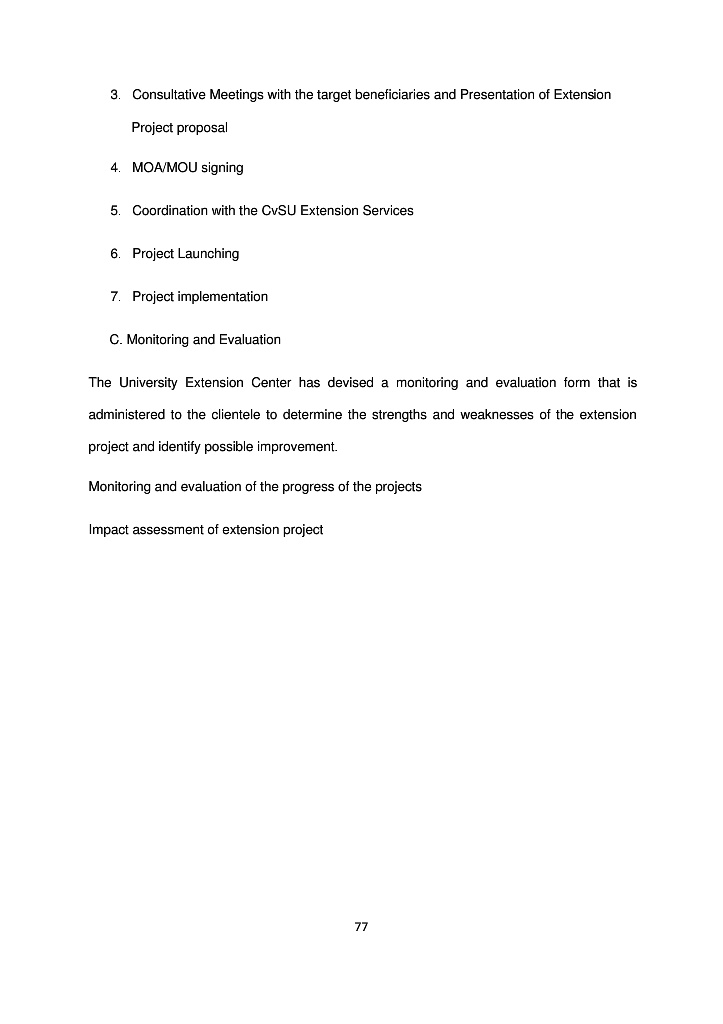 3. Consultative Meetings with the target beneficiaries and Presentation of Extension
Project proposal
4. MOA/MOU signing
5. Coordination with the CvSU Extension Services
6. Project Launching
7. Project implementation
C. Monitoring and Evaluation
The University Extension Center has devised a monitoring and evaluation form that is
administered to the clientele to determine the strengths and weaknesses of the extension
project and identify possible improvement.
Monitoring and evaluation of the progress of the projects
Impact assessment of extension project
77